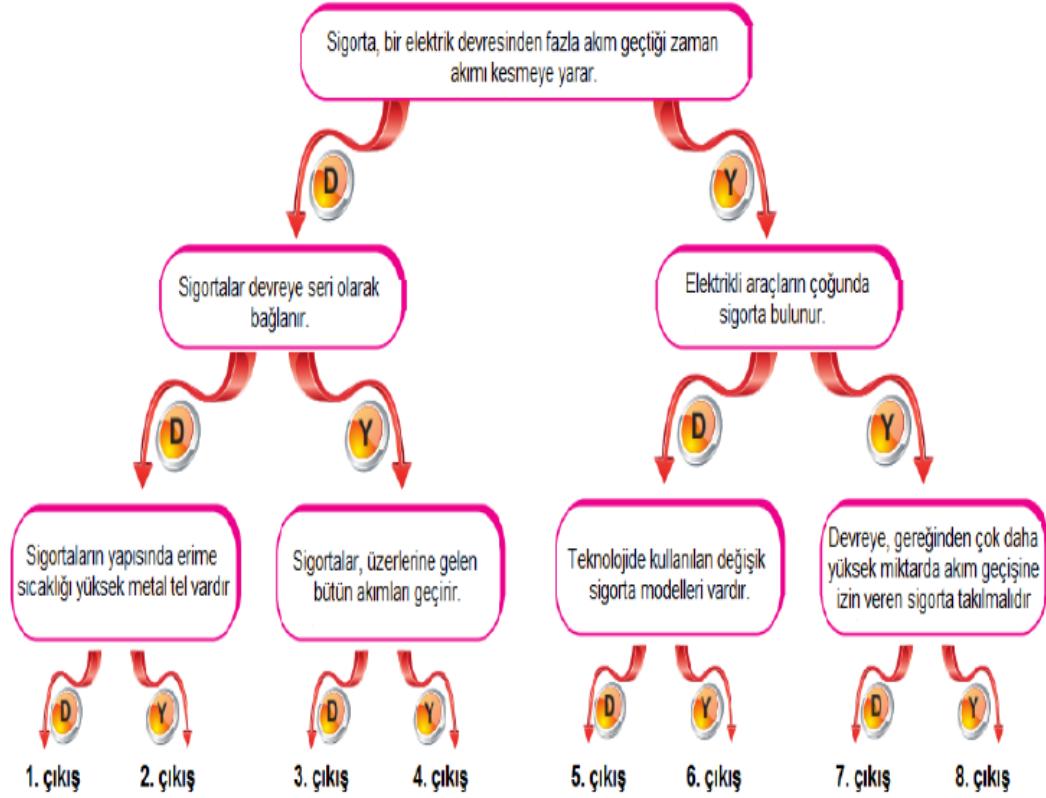 Sigorta, bir elektrik devresinden fazla akım geçtiği zaman
akımı kesmeye yarar.
D
Y
Sigortalar devreye seri olarak
bağlanır.
Elektrikli araçların çoğunda
sigorta bulunur.
D
Y
D
Y
Sigortaların yapısında erime
sıcaklığı yüksek metal tel vardır
Sigortalar, üzerlerine gelen
bütün akımları geçirir.
Teknolojide kullanılan değişik
sigorta modelleri vardır.
Devreye, gereğinden çok daha
yüksek miktarda akım geçişine
izin veren sigorta takılmalıdır
D
Y
D
Y
D
Y
D
Y
1. çıkış
2. çıkış
3. çıkış
4. çıkış
5. çıkış
6. çıkış
7. çıkış
8. çıkış